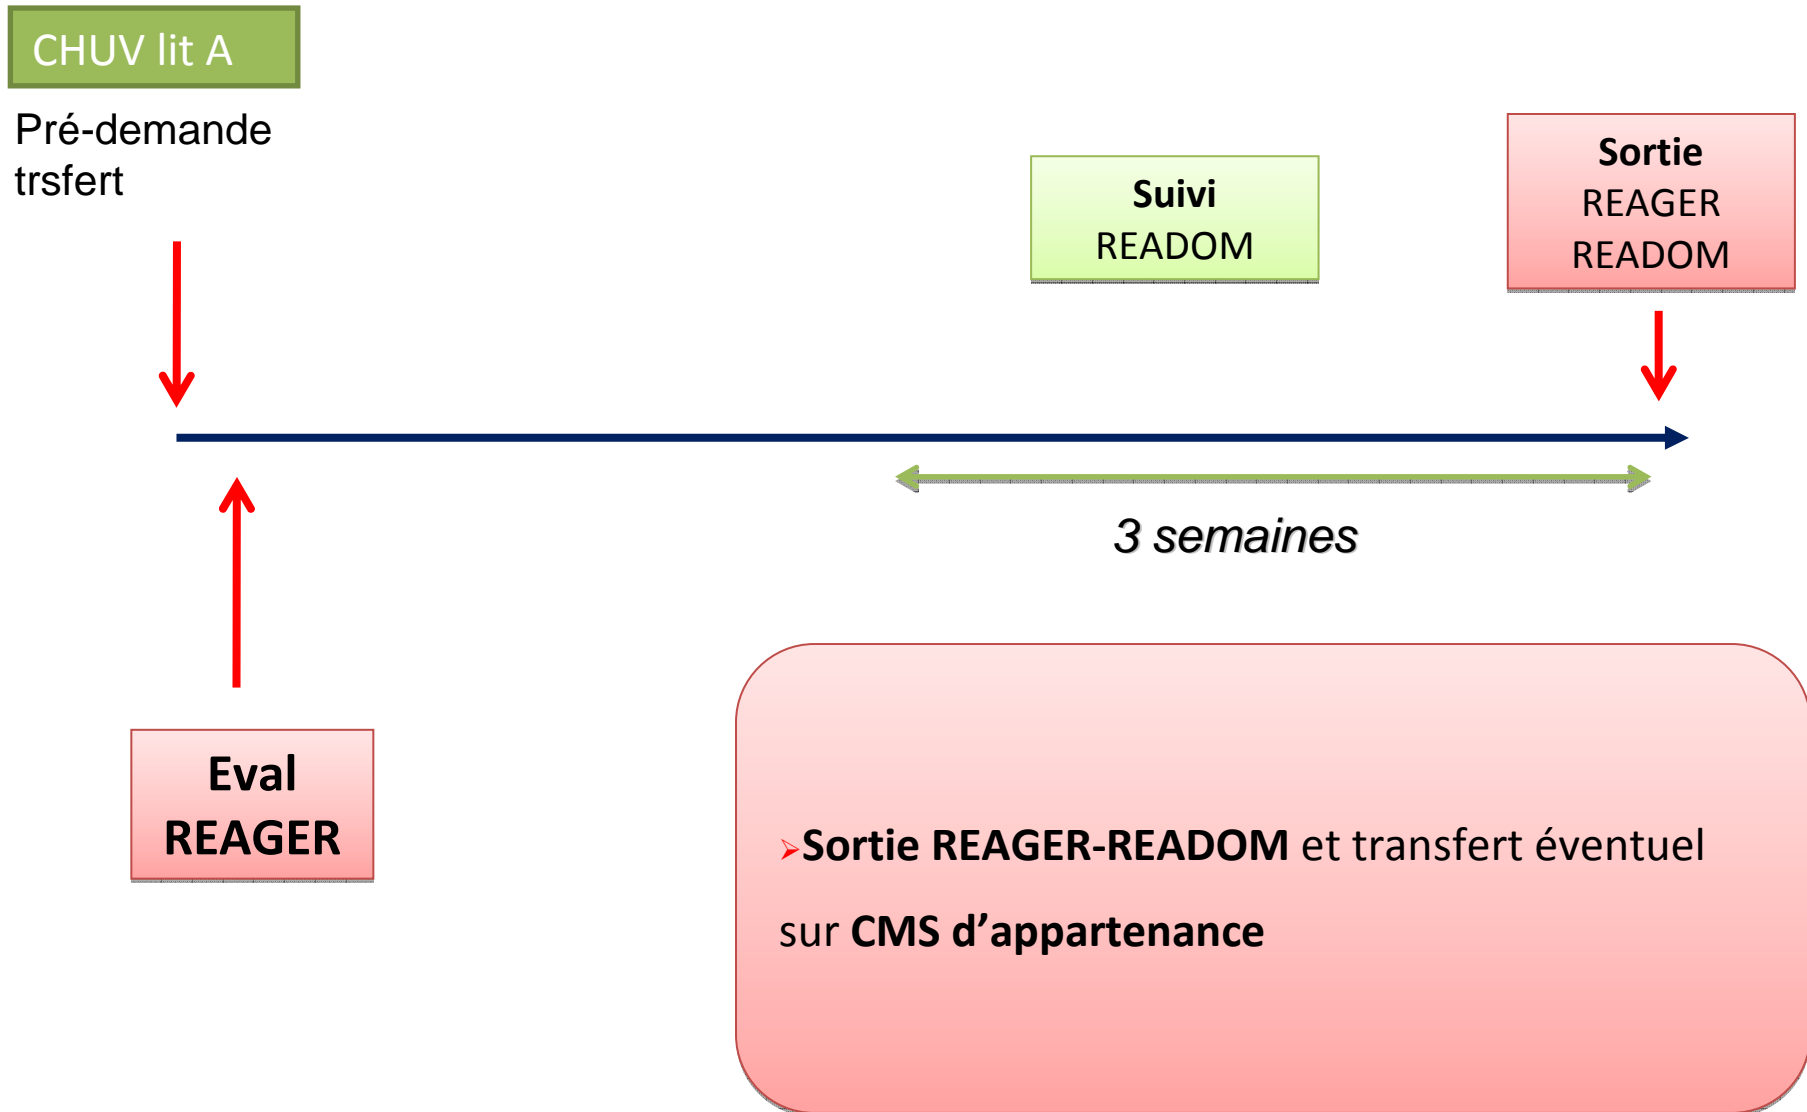 CHUV lit A
Pré-demande
trsfert
Suivi
READOM
Sortie
REAGER
READOM
3 semaines
Eval
REAGER
➢Sortie REAGER-READOM et transfert éventuel
sur CMS d’appartenance